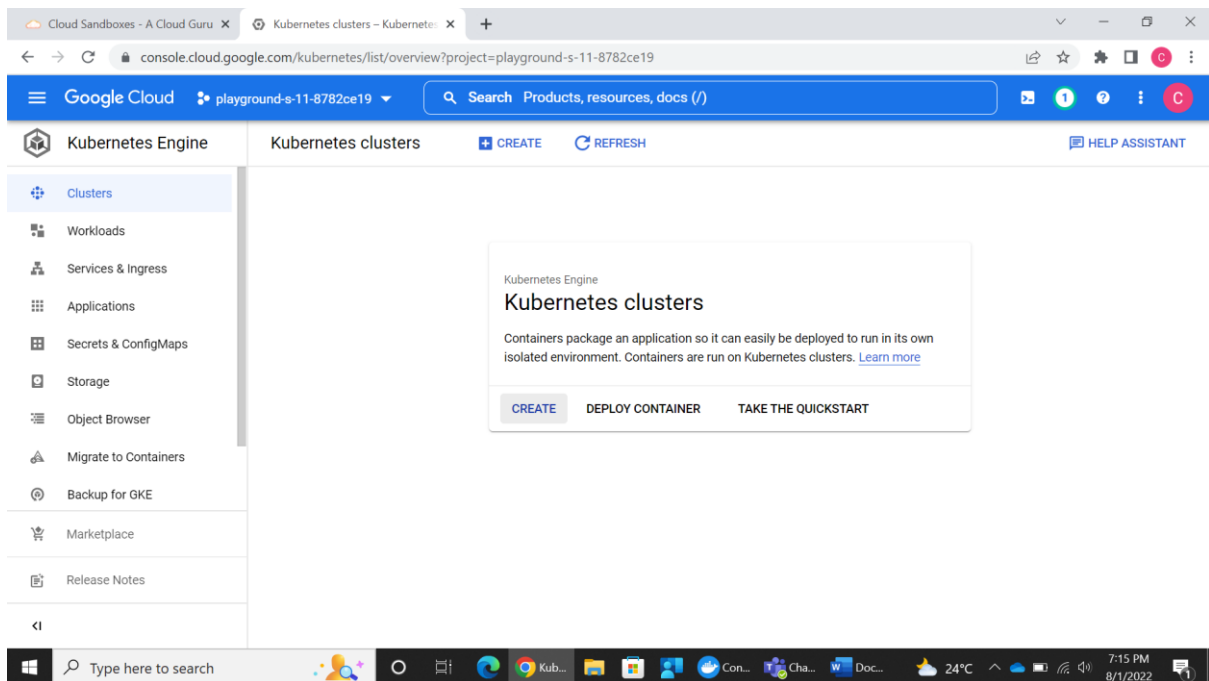 Cloud Sandboxes - A Cloud Guru
Kubernetes clusters – Kubernete
console.cloud.google.com/kubernetes/list/overview?project=playground-s-11-8782ce19
C
Google Cloud
playground-s-11-8782ce19
Search Products, resources, docs (/)
1
C
Kubernetes Engine
Kubernetes clusters
CREATE
REFRESH
HELP ASSISTANT
Clusters
Workloads
Services & Ingress
Applications
Secrets & ConfigMaps
Storage
Object Browser
Migrate to Containers
Backup for GKE
Marketplace
Release Notes
Kubernetes Engine
Kubernetes clusters
Containers package an application so it can easily be deployed to run in its own
isolated environment. Containers are run on Kubernetes clusters. Learn more
CREATE DEPLOY CONTAINER TAKE THE QUICKSTART
Type here to search
Kub...
Con...
Cha...
Doc...
24°C
7:15 PM
8/1/2022
1